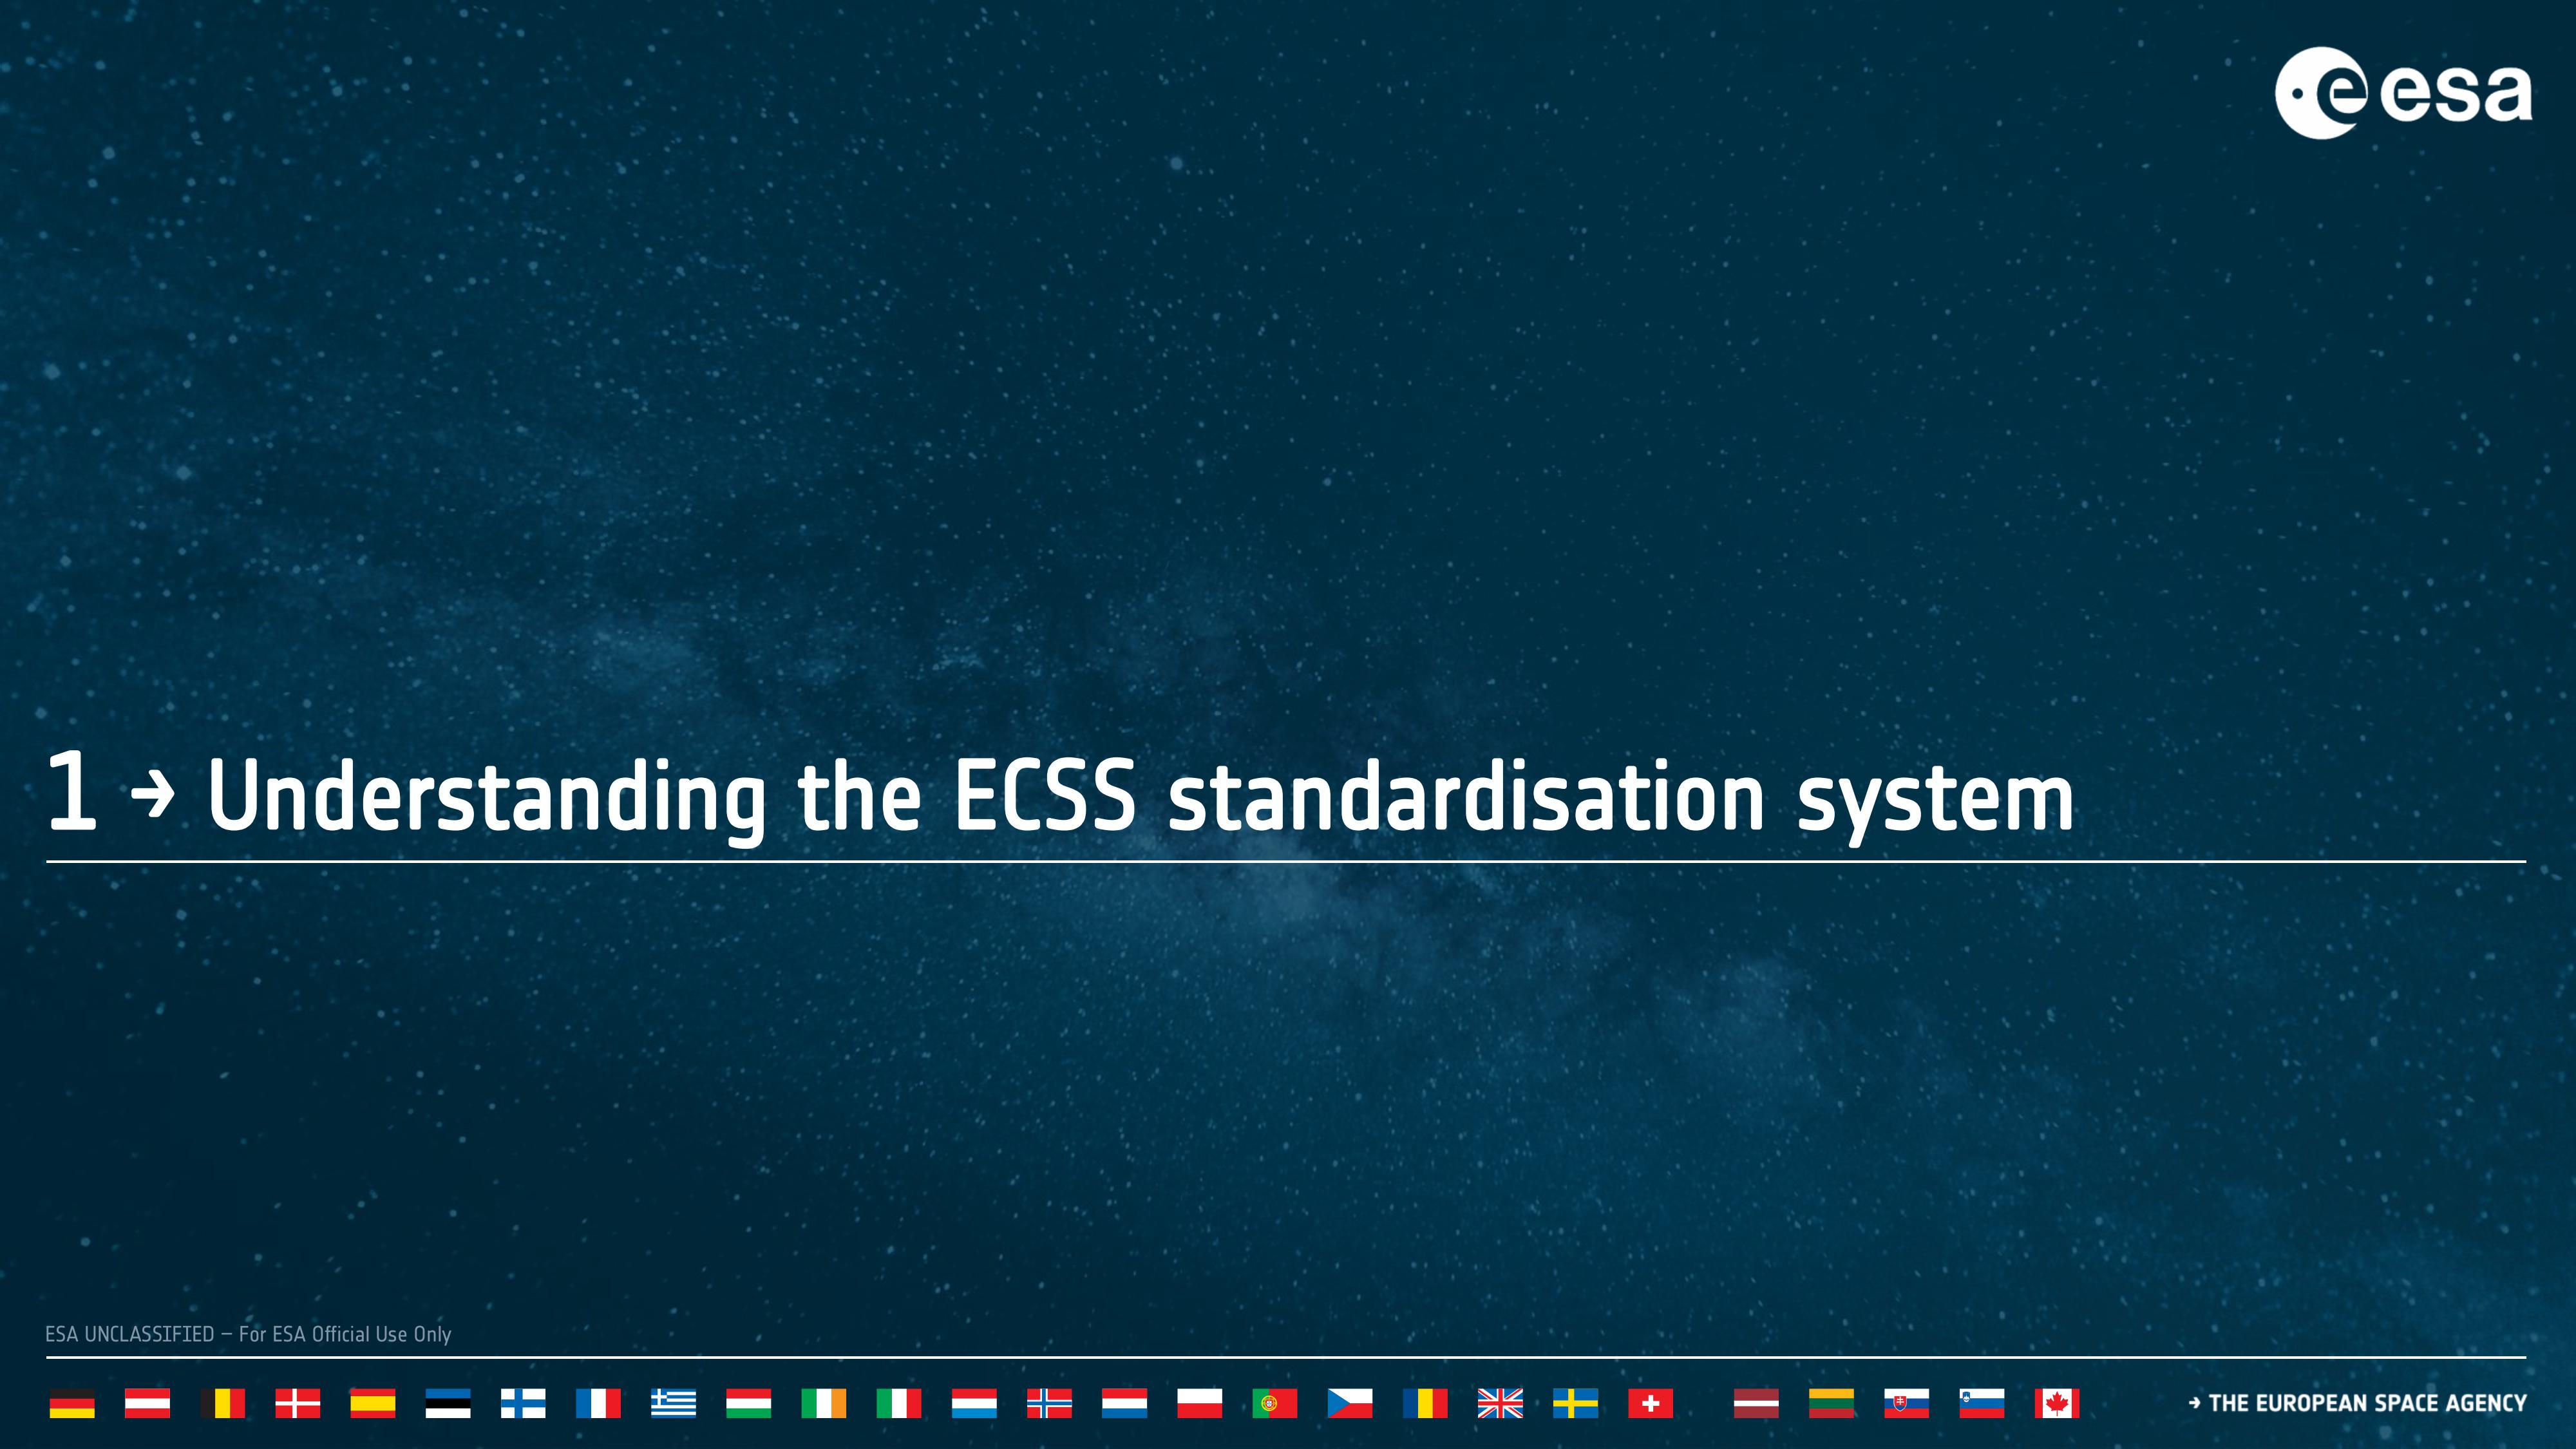 esa
1 → Understanding the ECSS standardisation system
ESA UNCLASSIFIED – For ESA Official Use Only
→ THE EUROPEAN SPACE AGENCY